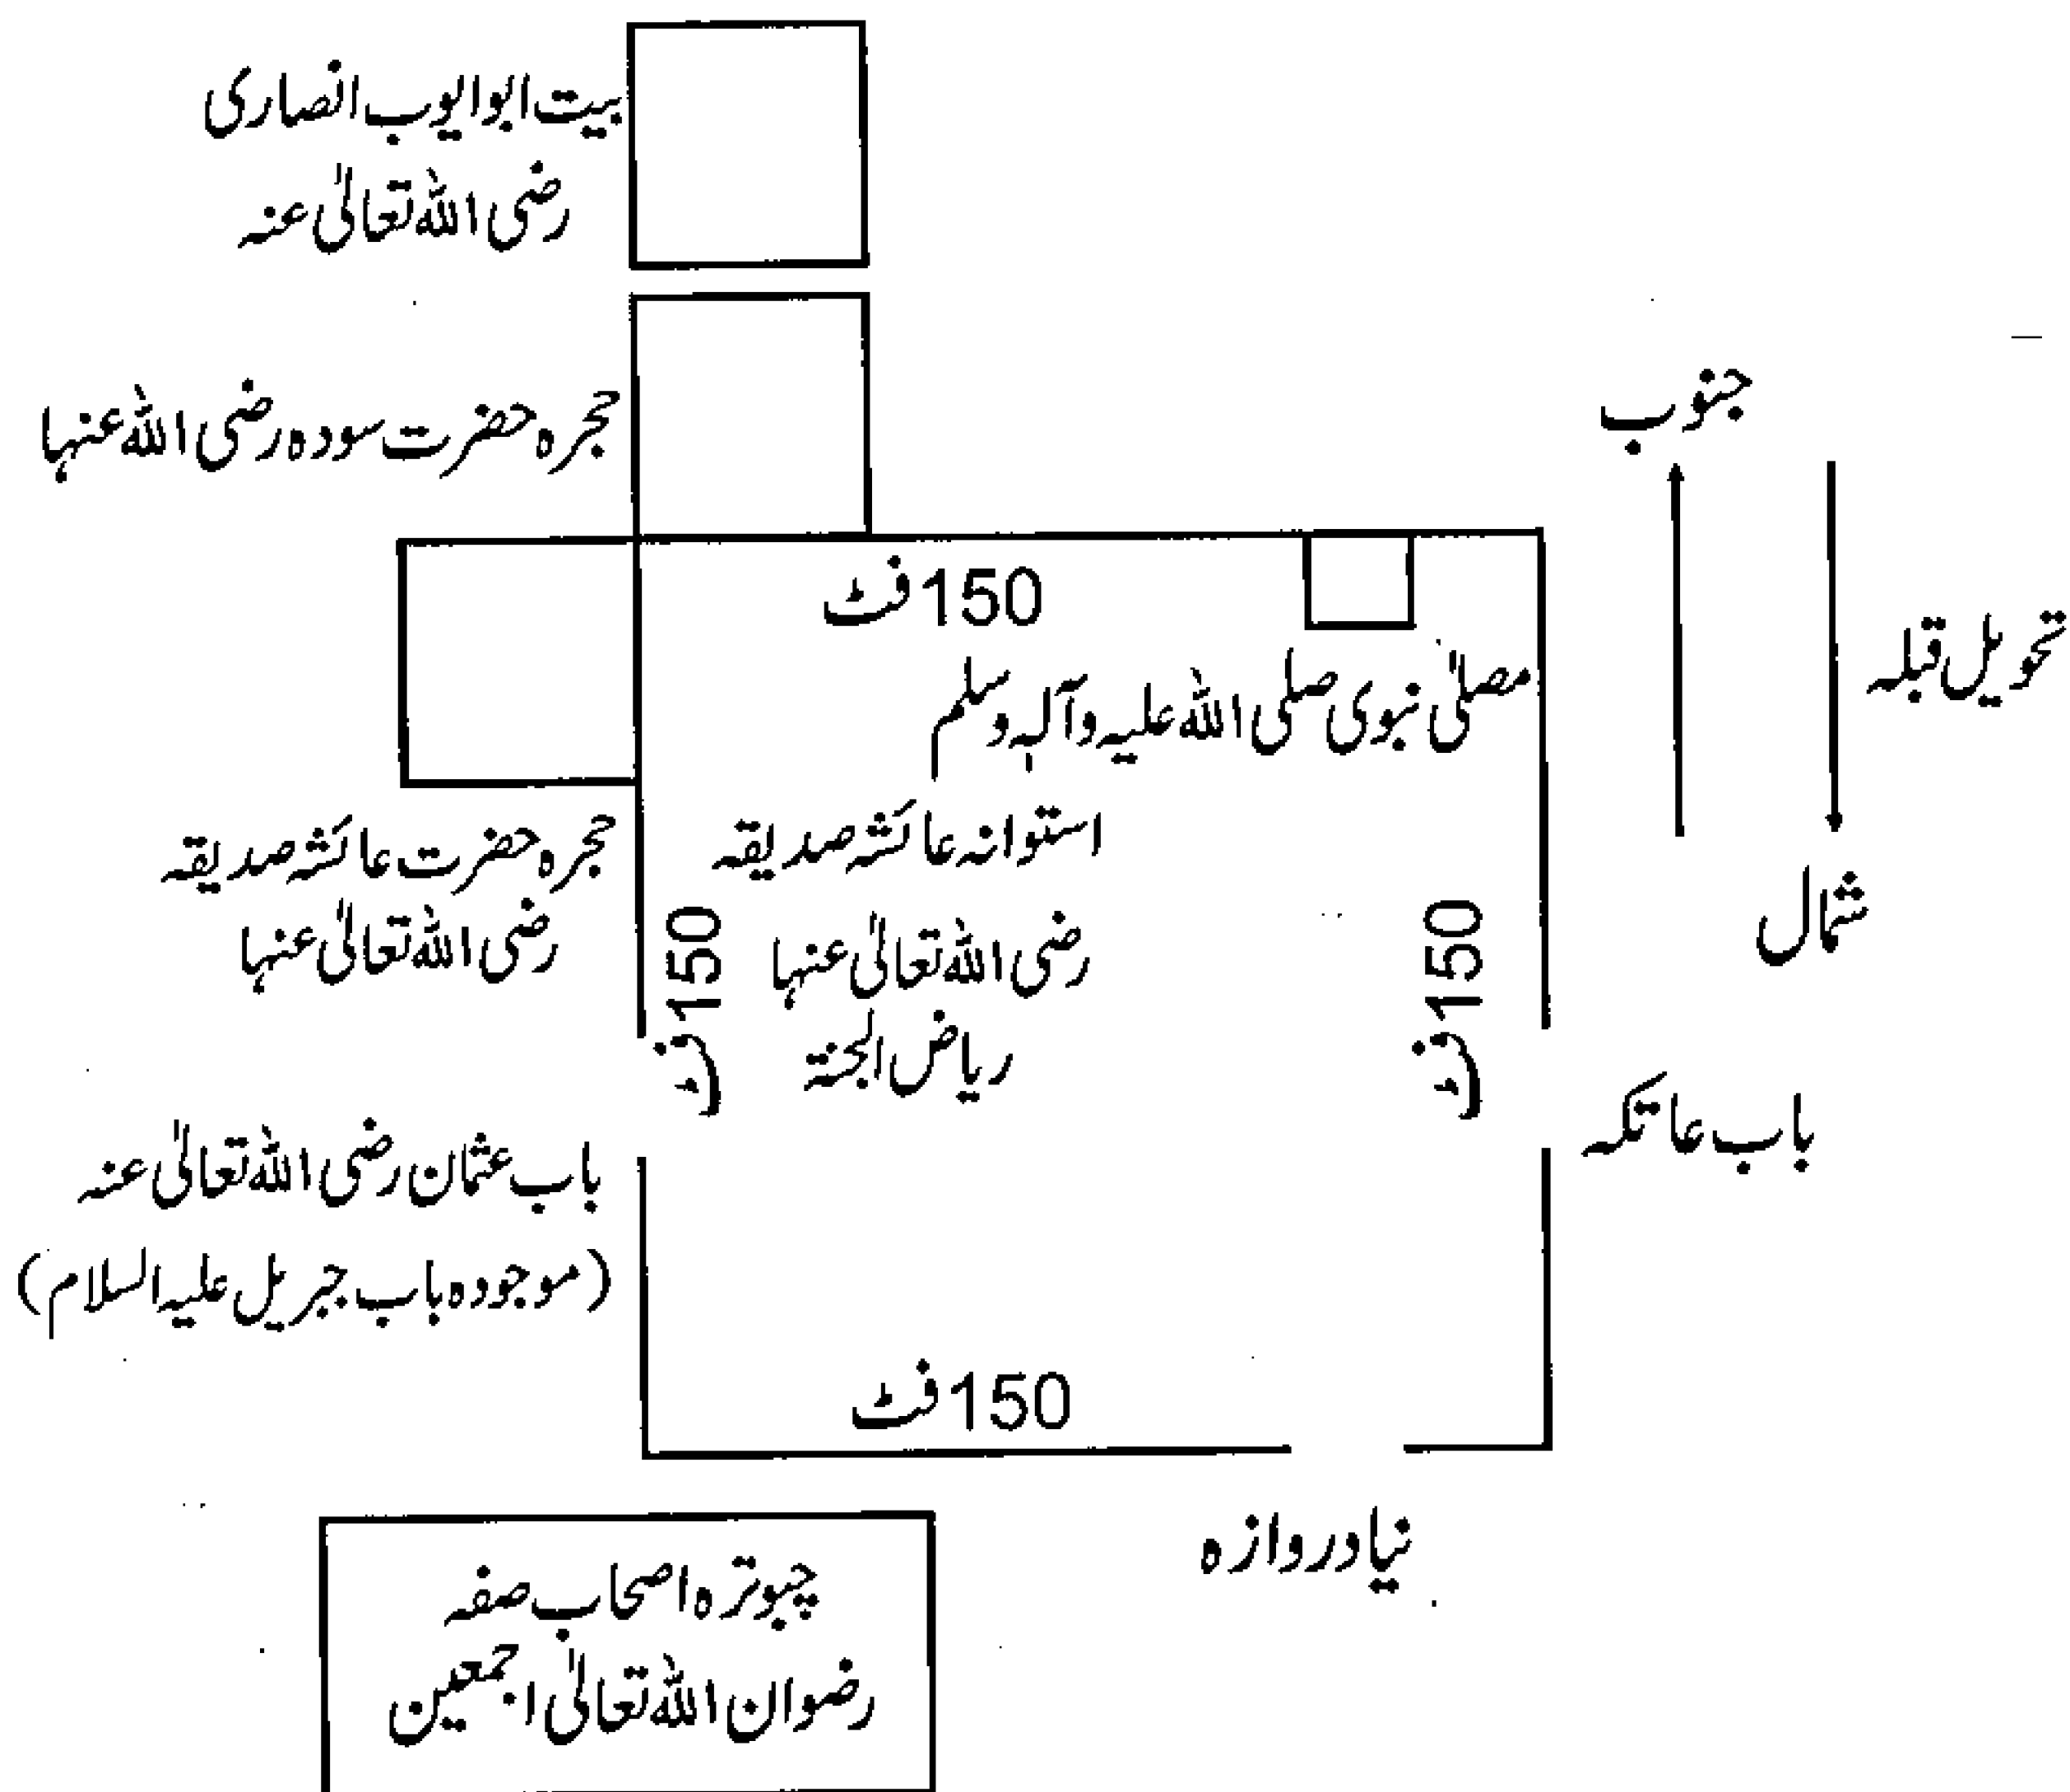 بیت ابوایوب انصاری
رضی اللہ تعالیٰ عنہ
حجرہ حضرت سودہ رضی اللہ عنہا
جنوب
150 فٹ
تحویل قبلہ
مصلیٰ نبوی صلی اللہ علیہ وآلہ وسلم
استوانہ عائشہ صدیقہ
رضی اللہ تعالیٰ عنہا
ریاض الجنۃ
حجرہ حضرت عائشہ صدیقہ
رضی اللہ تعالیٰ عنہا
150 فٹ
150 فٹ
شمال
باب عاتکہ
باب عثمان رضی اللہ تعالیٰ عنہ
(موجودہ باب جبریل علیہ السلام)
150 فٹ
نیا دروازہ
چبوترہ اصحاب صفہ
رضوان اللہ تعالیٰ اجمعین